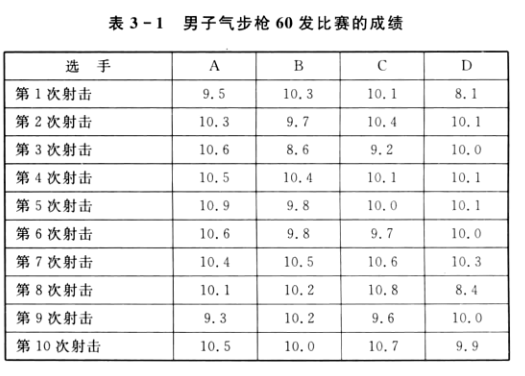 表 3-1 男子气步枪 60 发比赛的成绩
选 手 A B C D
第 1 次射击 9.5 10.3 10.1 8.1
第 2 次射击 10.3 9.7 10.4 10.1
第 3 次射击 10.6 8.6 9.2 10.0
第 4 次射击 10.5 10.4 10.1 10.1
第 5 次射击 10.9 9.8 10.0 10.1
第 6 次射击 10.6 9.8 9.7 10.0
第 7 次射击 10.4 10.5 10.6 10.3
第 8 次射击 10.1 10.2 10.8 8.4
第 9 次射击 9.3 10.2 9.6 10.0
第 10 次射击 10.5 10.0 10.7 9.9